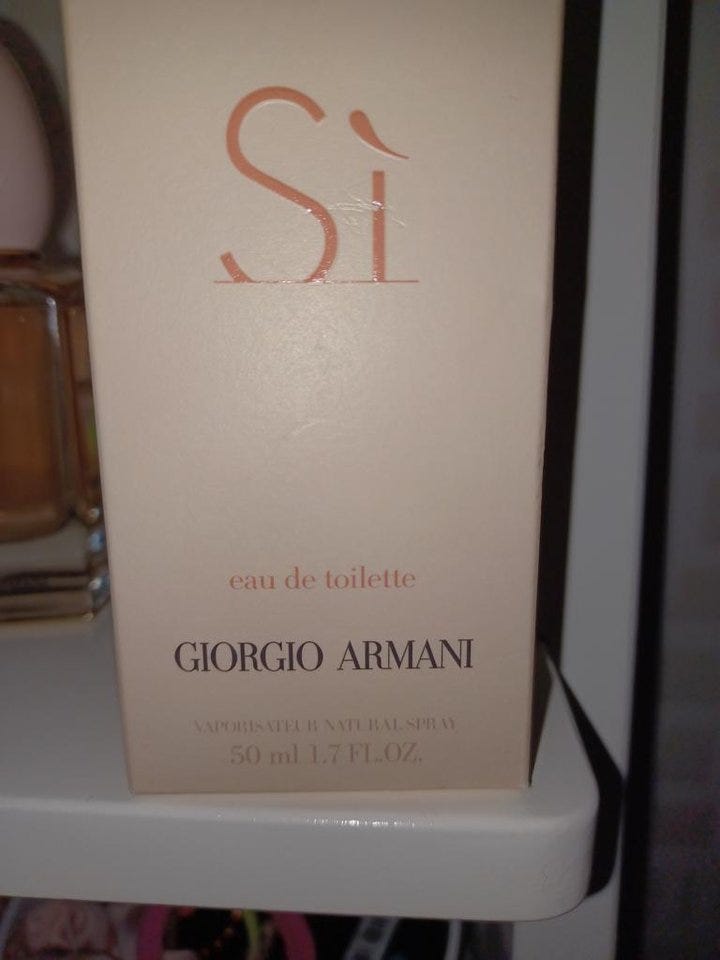 Sì
eau de toilette
GIORGIO ARMANI
VAPORISATEUR NATURAL SPRAY
50 ml 1.7 FL.OZ.